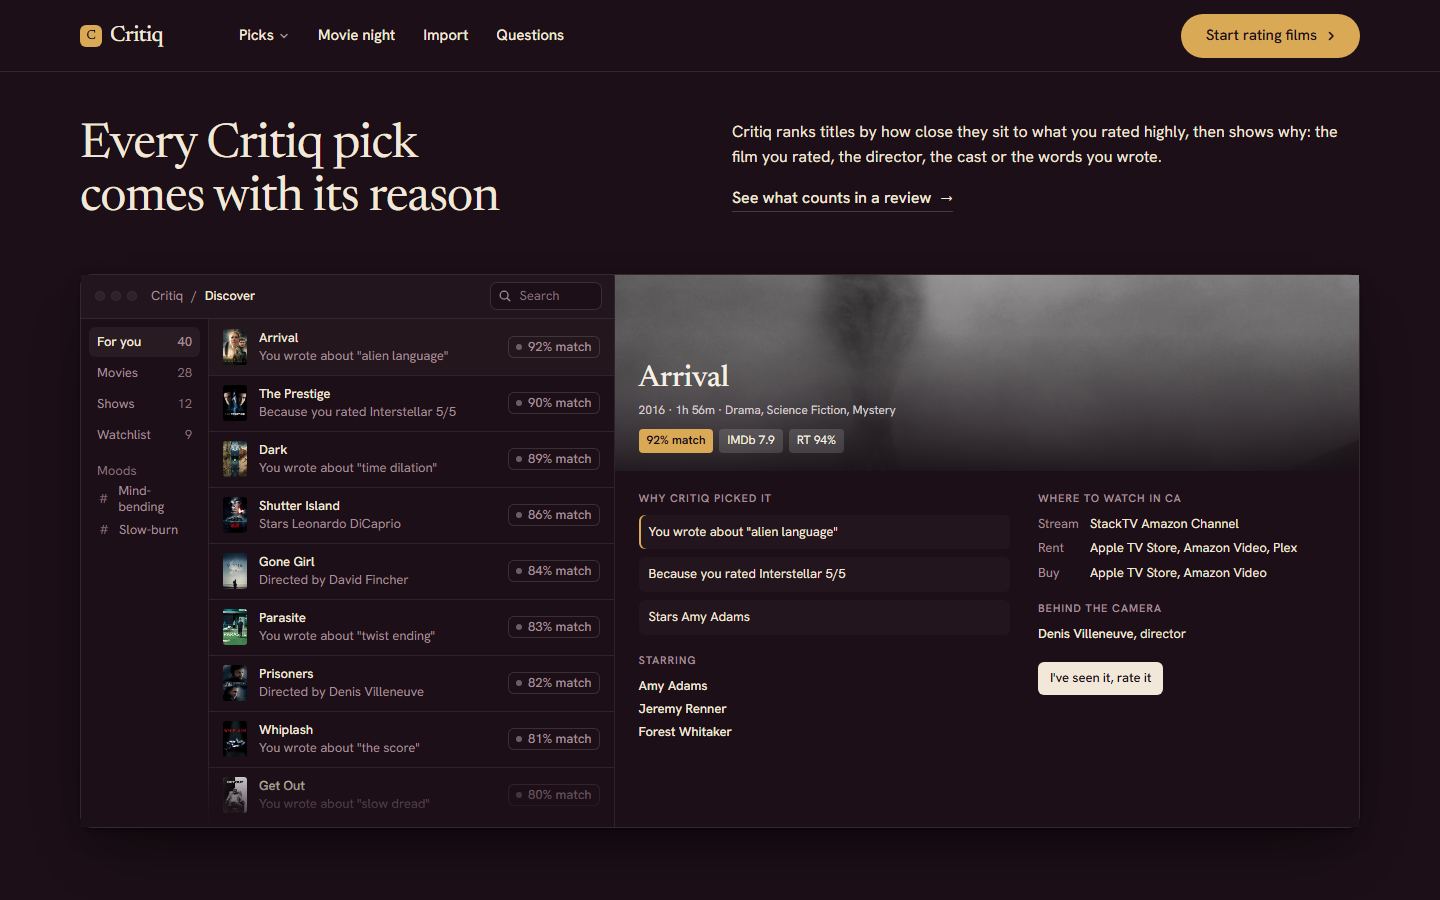 C Critiq
Picks
Movie night
Import
Questions
Start rating films
Every Critiq pick
comes with its reason
Critiq ranks titles by how close they sit to what you rated highly, then shows why: the
film you rated, the director, the cast or the words you wrote.
See what counts in a review →
Critiq / Discover
Search
For you 40
Movies 28
Shows 12
Watchlist 9
Moods
# Mind-
bending
# Slow-burn
Arrival
You wrote about "alien language"
92% match
The Prestige
Because you rated Interstellar 5/5
90% match
Dark
You wrote about "time dilation"
89% match
Shutter Island
Stars Leonardo DiCaprio
86% match
Gone Girl
Directed by David Fincher
84% match
Parasite
You wrote about "twist ending"
83% match
Prisoners
Directed by Denis Villeneuve
82% match
Whiplash
You wrote about "the score"
81% match
Get Out
You wrote about "slow dread"
80% match
Arrival
2016 · 1h 56m · Drama, Science Fiction, Mystery
92% match
IMDb 7.9
RT 94%
WHY CRITIQ PICKED IT
You wrote about "alien language"
Because you rated Interstellar 5/5
Stars Amy Adams
STARRING
Amy Adams
Jeremy Renner
Forest Whitaker
WHERE TO WATCH IN CA
Stream StackTV Amazon Channel
Rent Apple TV Store, Amazon Video, Plex
Buy Apple TV Store, Amazon Video
BEHIND THE CAMERA
Denis Villeneuve, director
I've seen it, rate it